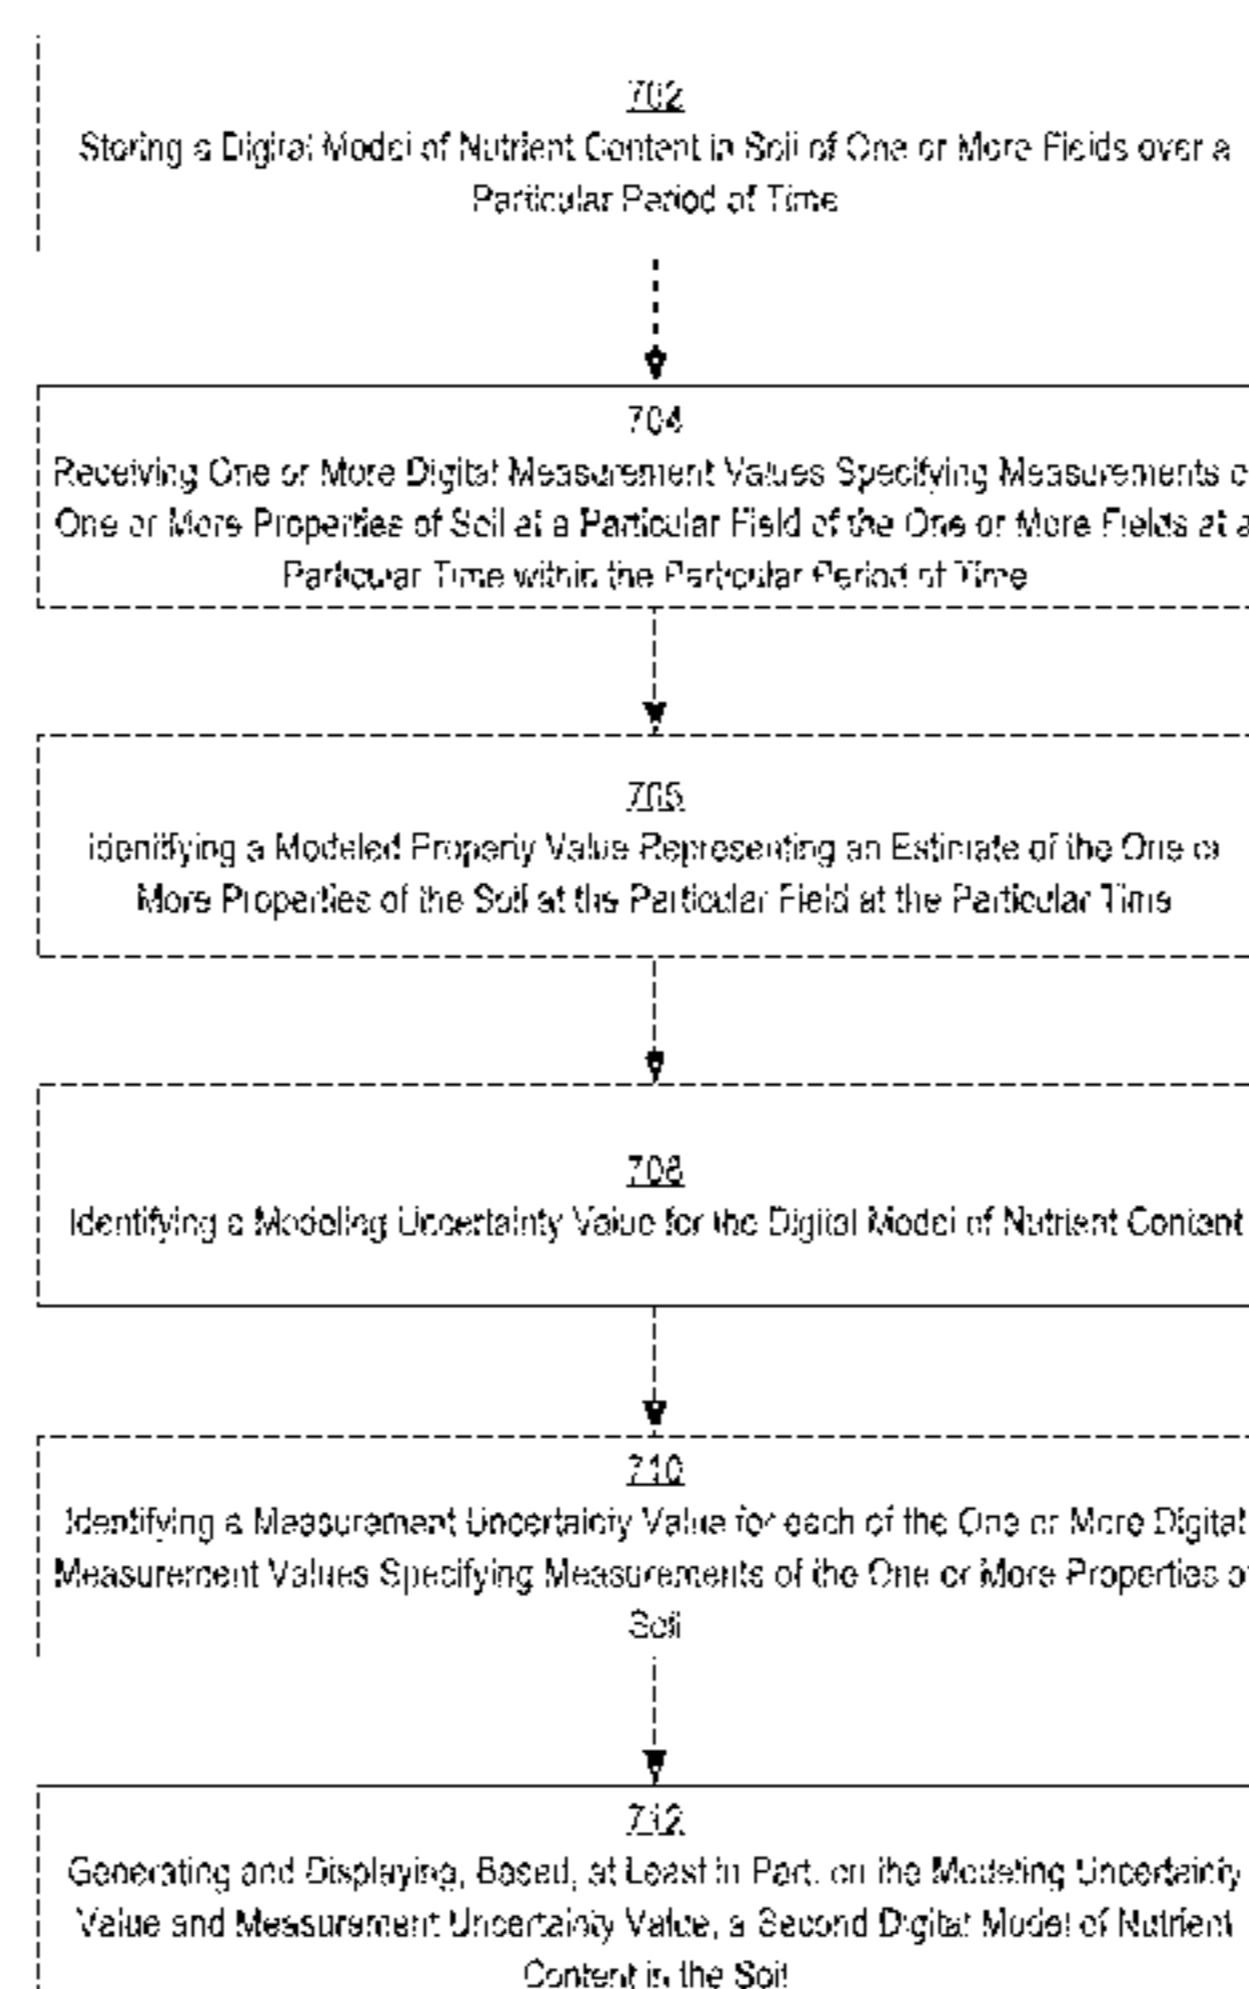 702
Storing a Digital Model of Nutrient Content in Soil of One or More Fields over a
Particular Period of Time
704
Receiving One or More Digital Measurement Values Specifying Measurements
One or More Properties of Soil at a Particular Field of the One or More Fields at a
Particular Time within the Particular Period of Time
706
Identifying a Modeled Property Value Representing an Estimate of the One or
More Properties of the Soil at the Particular Field at the Particular Time
708
Identifying a Modeling Uncertainty Value for the Digital Model of Nutrient Content
710
Identifying a Measurement Uncertainty Value for each of the One or More Digital
Measurement Values Specifying Measurements of the One or More Properties of
Soil
712
Generating and Displaying, Based, at Least in Part, on the Modeling Uncertainty
Value and Measurement Uncertainty Value, a Second Digital Model of Nutrient
Content in the Soil